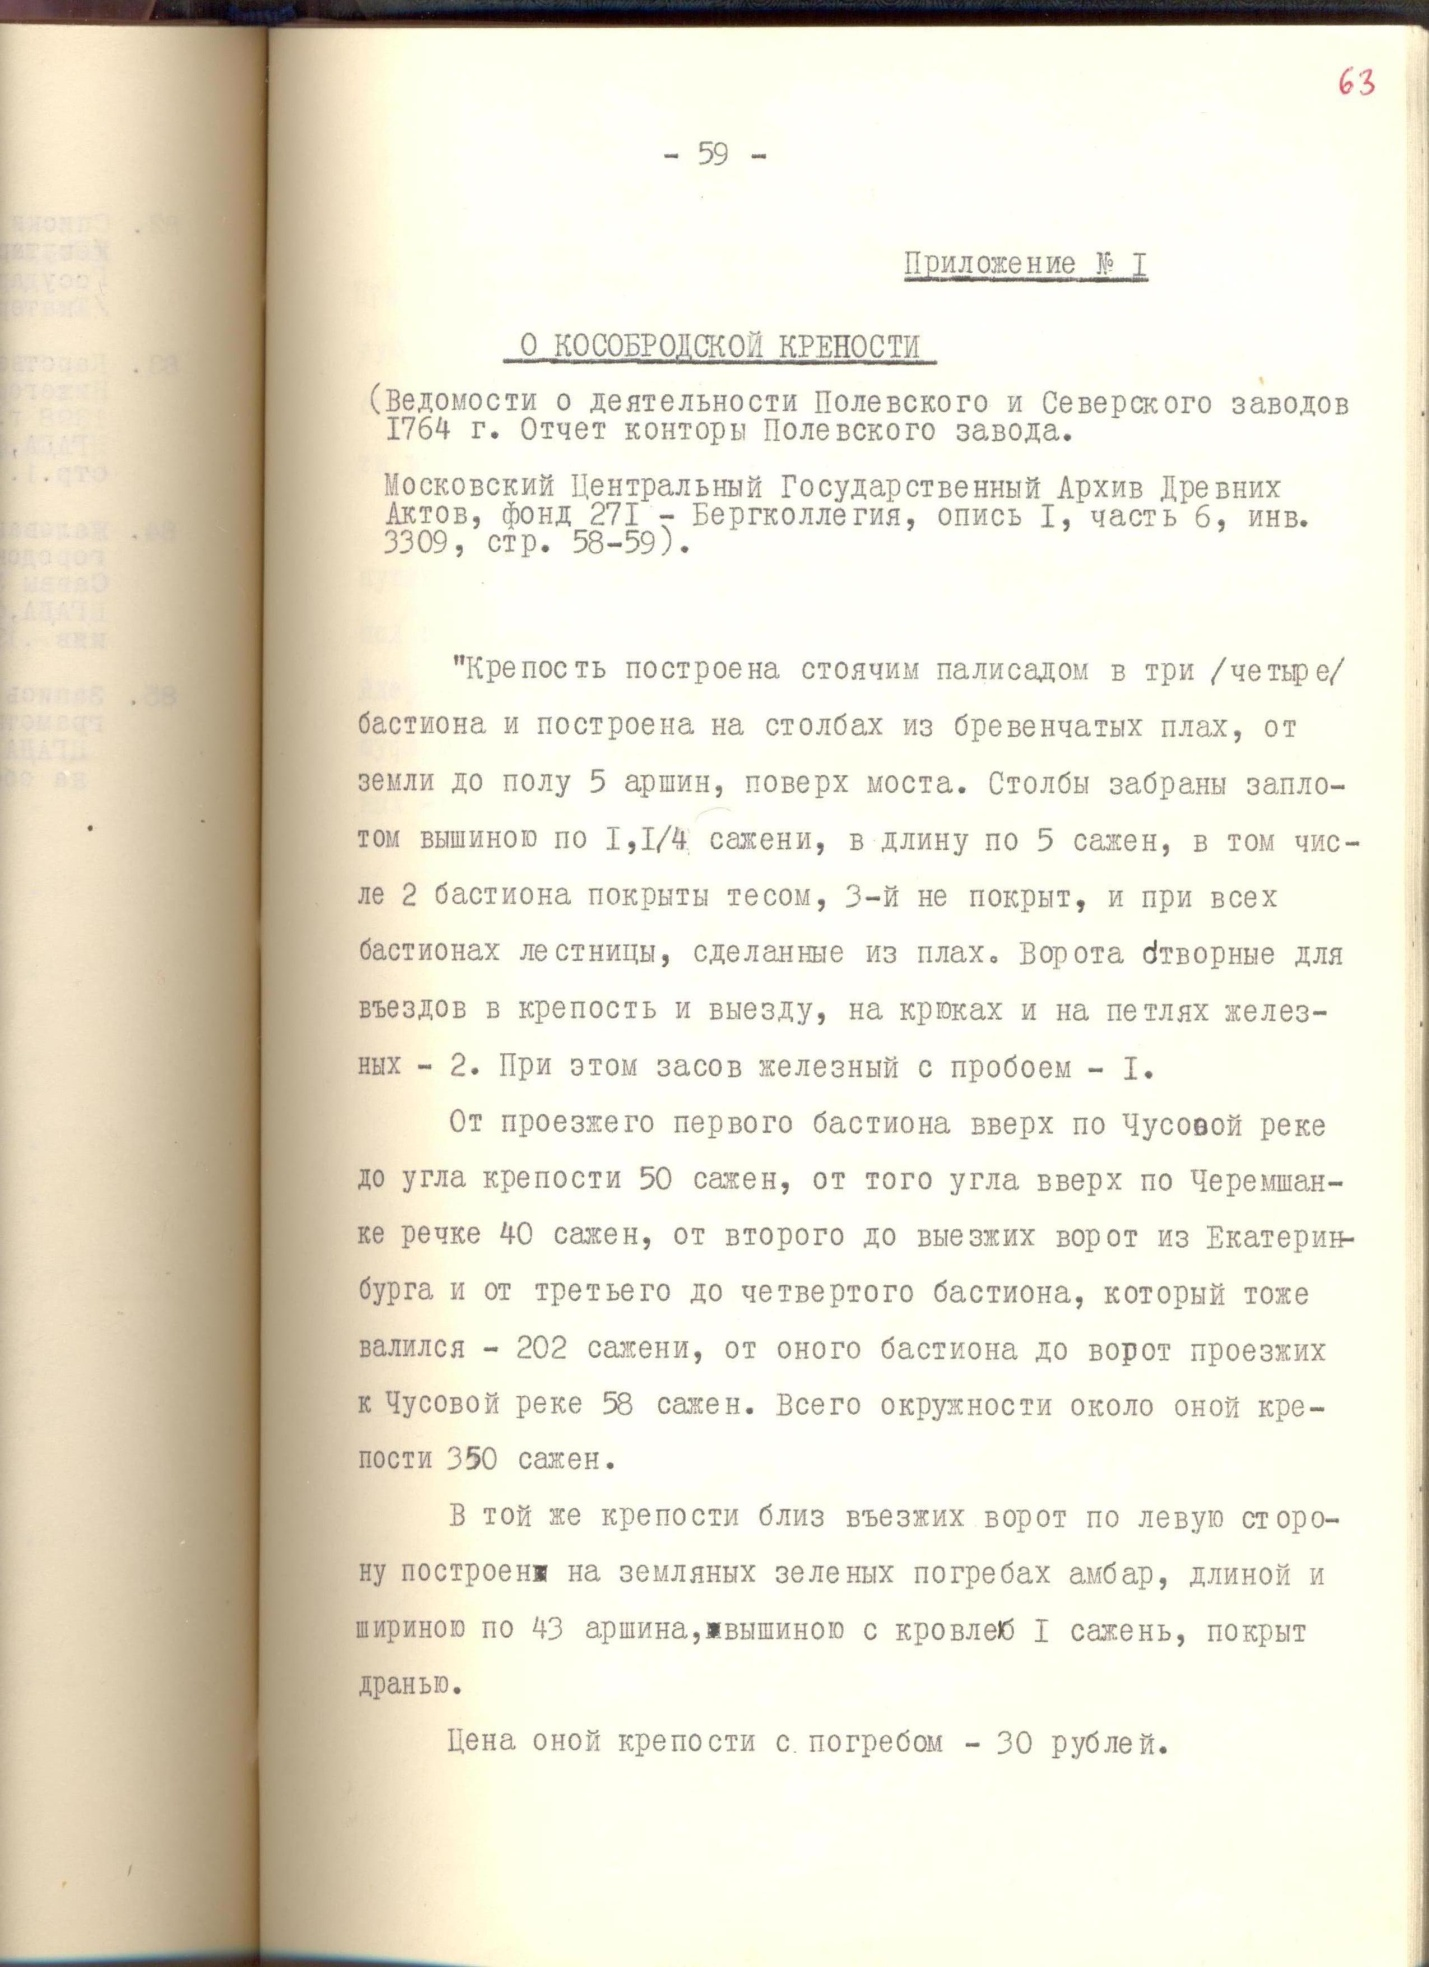 63
- 59 -
Приложение № I
О КОСОБРОДСКОЙ КРЕПОСТИ
(Ведомости о деятельности Полевского и Северского заводов
1764 г. Отчет конторы Полевского завода.
Московский Центральный Государственный Архив Древних
Актов, фонд 271 - Бергколлегия, опись I, часть 6, инв.
3309, стр. 58-59).
"Крепость построена стоячим палисадом в три /четыре/
бастиона и построена на столбах из бревенчатых плах, от
земли до полу 5 аршин, поверх моста. Столбы забраны запло-
том вышиною по I,I/4 сажени, в длину по 5 сажен, в том чис-
ле 2 бастиона покрыты тесом, 3-й не покрыт, и при всех
бастионах лестницы, сделанные из плах. Ворота створные для
въездов в крепость и выезду, на крюках и на петлях желез-
ных - 2. При этом засов железный с пробоем - I.
От проезжего первого бастиона вверх по Чусовой реке
до угла крепости 50 сажен, от того угла вверх по Черемшан-
ке речке 40 сажен, от второго до выезжих ворот из Екатерин-
бурга и от третьего до четвертого бастиона, который тоже
валился - 202 сажени, от оного бастиона до ворот проезжих
к Чусовой реке 58 сажен. Всего окружности около оной кре-
пости 350 сажен.
В той же крепости близ въезжих ворот по левую сторо-
ну построен на земляных зеленых погребах амбар, длиной и
шириною по 43 аршина, вышиною с кровлей I сажень, покрыт
дранью.
Цена оной крепости с погребом - 30 рублей.